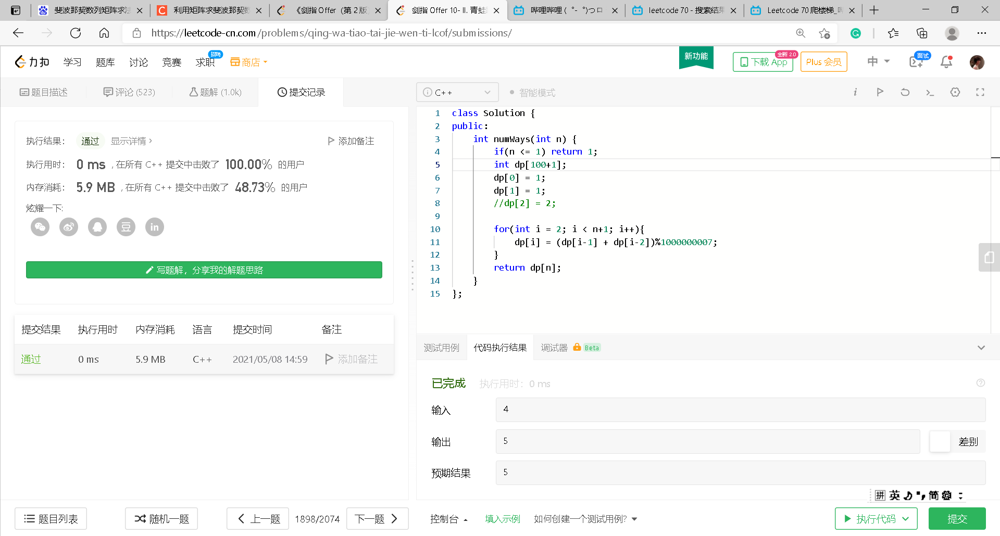 斐波那契数列矩阵求法
利用矩阵求斐波那契数
《剑指 Offer（第 2 版
剑指 Offer 10- II. 青蛙
哔哩哔哩 (゜-゜)つロ
leetcode 70 - 搜索结果
Leetcode 70 爬楼梯_哔
https://leetcode-cn.com/problems/qing-wa-tiao-tai-jie-wen-ti-lcof/submissions/
力扣 学习 题库 讨论 竞赛 求职 招聘 商店
新功能
下载 App 全新 2.0 Plus 会员 中 面试
题目描述 评论 (523) 题解 (1.0k) 提交记录
C++ 智能模式
执行结果： 通过 显示详情 › 添加备注
执行用时： 0 ms , 在所有 C++ 提交中击败了 100.00% 的用户
内存消耗： 5.9 MB , 在所有 C++ 提交中击败了 48.73% 的用户
炫耀一下:
豆 in
写题解，分享我的解题思路
提交结果 执行用时 内存消耗 语言 提交时间 备注
通过 0 ms 5.9 MB C++ 2021/05/08 14:59 添加备注
1 class Solution {
2 public:
3 int numWays(int n) {
4 if(n <= 1) return 1;
5 int dp[100+1];
6 dp[0] = 1;
7 dp[1] = 1;
8 //dp[2] = 2;
9
10 for(int i = 2; i < n+1; i++){
11 dp[i] = (dp[i-1] + dp[i-2])%1000000007;
12 }
13 return dp[n];
14 }
15 };
测试用例 代码执行结果 调试器 Beta
已完成 执行用时：0 ms
输入 4
输出 5 差别
预期结果 5
拼 英 简
题目列表 随机一题 上一题 1898/2074 下一题
控制台 填入示例 如何创建一个测试用例? 执行代码 提交